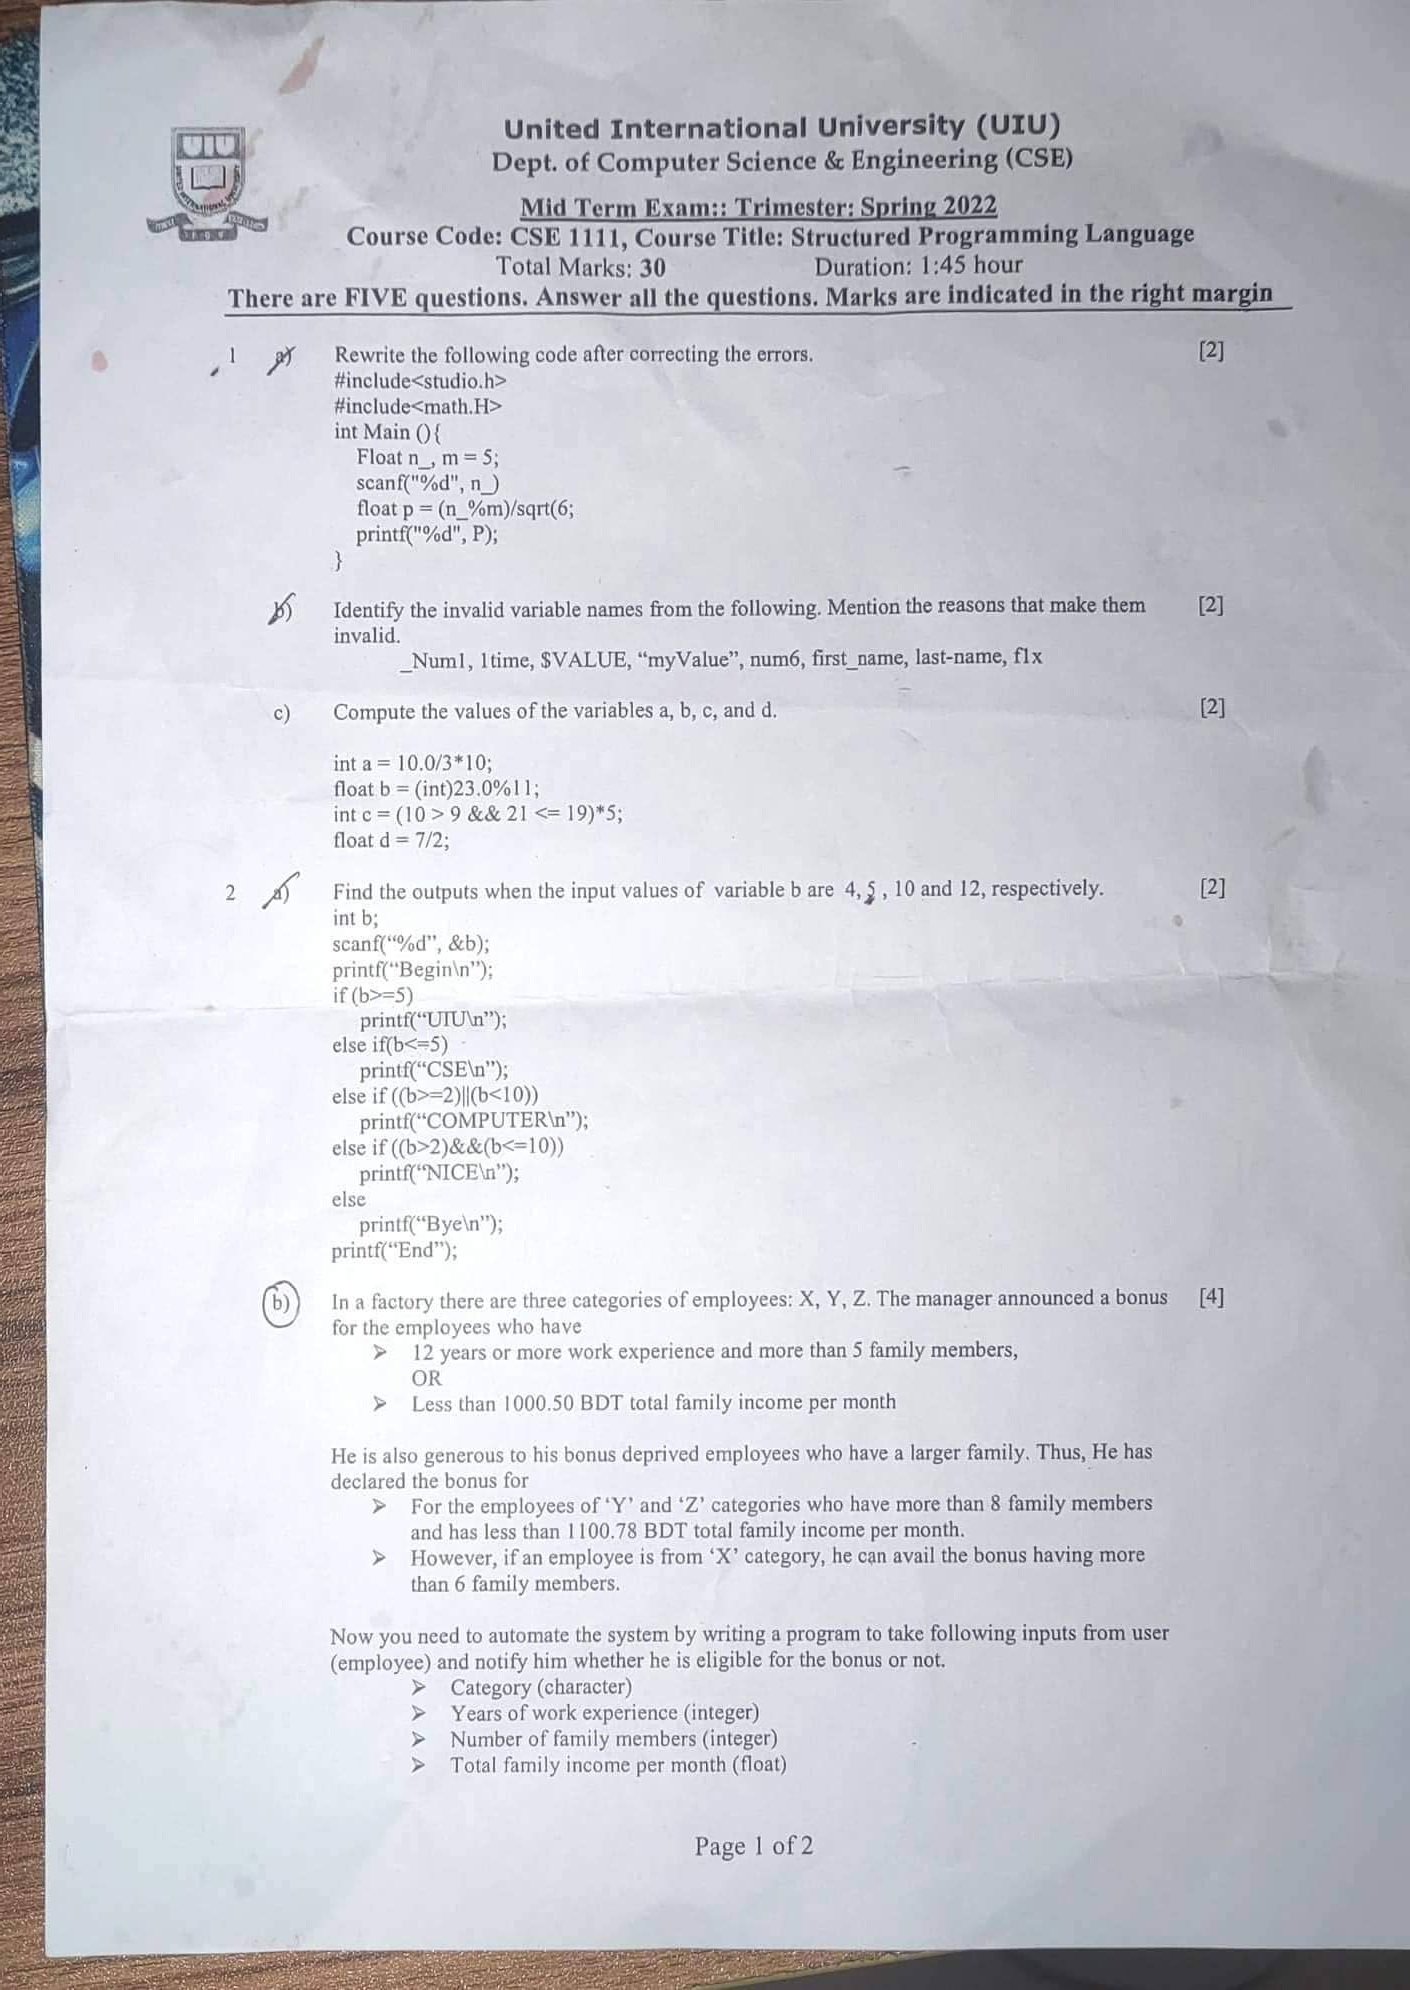 UIU
United International University (UIU)
Dept. of Computer Science & Engineering (CSE)
Mid Term Exam:: Trimester: Spring 2022
Course Code: CSE 1111, Course Title: Structured Programming Language
Total Marks: 30 Duration: 1:45 hour
There are FIVE questions. Answer all the questions. Marks are indicated in the right margin
1 a) Rewrite the following code after correcting the errors. [2]
#include<studio.h>
#include<math.H>
int Main (){
Float n_, m = 5;
scanf("%d", n_)
float p = (n_%m)/sqrt(6;
printf("%d", P);
}
b) Identify the invalid variable names from the following. Mention the reasons that make them [2]
invalid.
_Num1, 1time, $VALUE, “myValue”, num6, first_name, last-name, f1x
c) Compute the values of the variables a, b, c, and d. [2]
int a = 10.0/3*10;
float b = (int)23.0%11;
int c = (10 > 9 && 21 <= 19)*5;
float d = 7/2;
2 a) Find the outputs when the input values of variable b are 4, 5 , 10 and 12, respectively. [2]
int b;
scanf(“%d”, &b);
printf(“Begin\n”);
if (b>=5)
printf(“UIU\n”);
else if(b<=5)
printf(“CSE\n”);
else if ((b>=2)||(b<10))
printf(“COMPUTER\n”);
else if ((b>2)&&(b<=10))
printf(“NICE\n”);
else
printf(“Bye\n”);
printf(“End”);
b) In a factory there are three categories of employees: X, Y, Z. The manager announced a bonus [4]
for the employees who have
➢ 12 years or more work experience and more than 5 family members,
OR
➢ Less than 1000.50 BDT total family income per month
He is also generous to his bonus deprived employees who have a larger family. Thus, He has
declared the bonus for
➢ For the employees of ‘Y’ and ‘Z’ categories who have more than 8 family members
and has less than 1100.78 BDT total family income per month.
➢ However, if an employee is from ‘X’ category, he can avail the bonus having more
than 6 family members.
Now you need to automate the system by writing a program to take following inputs from user
(employee) and notify him whether he is eligible for the bonus or not.
➢ Category (character)
➢ Years of work experience (integer)
➢ Number of family members (integer)
➢ Total family income per month (float)
Page 1 of 2